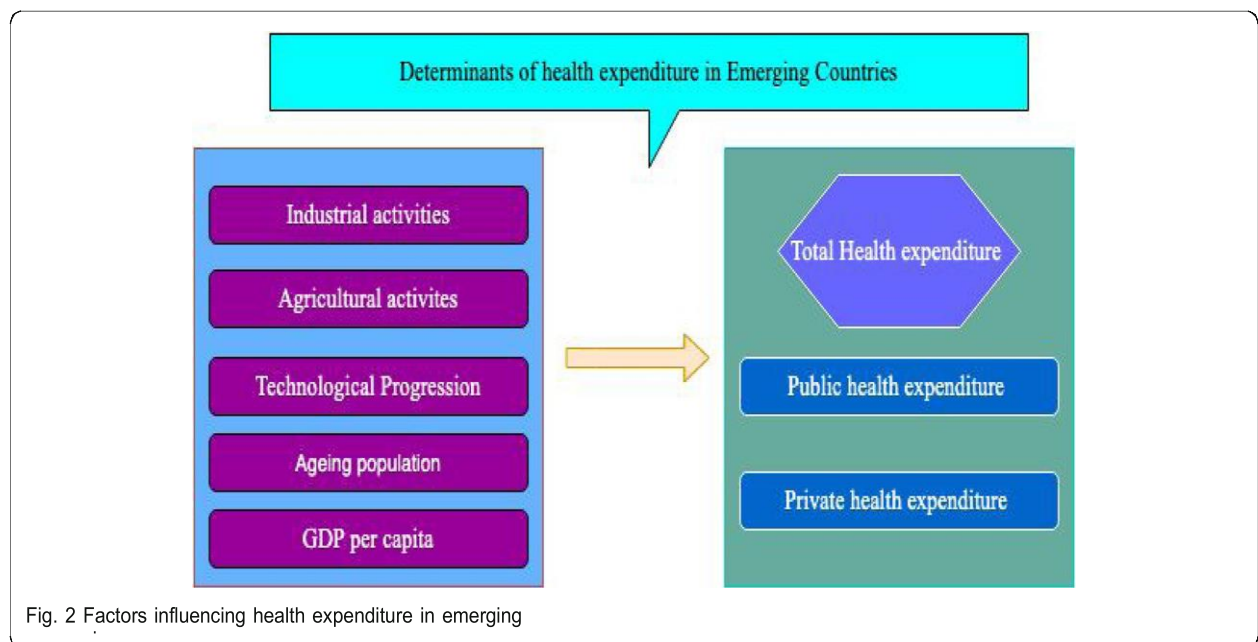 Determinants of health expenditure in Emerging Countries
Industrial activities
Agricultural activites
Technological Progression
Ageing population
GDP per capita
Total Health expenditure
Public health expenditure
Private health expenditure
Fig. 2 Factors influencing health expenditure in emerging